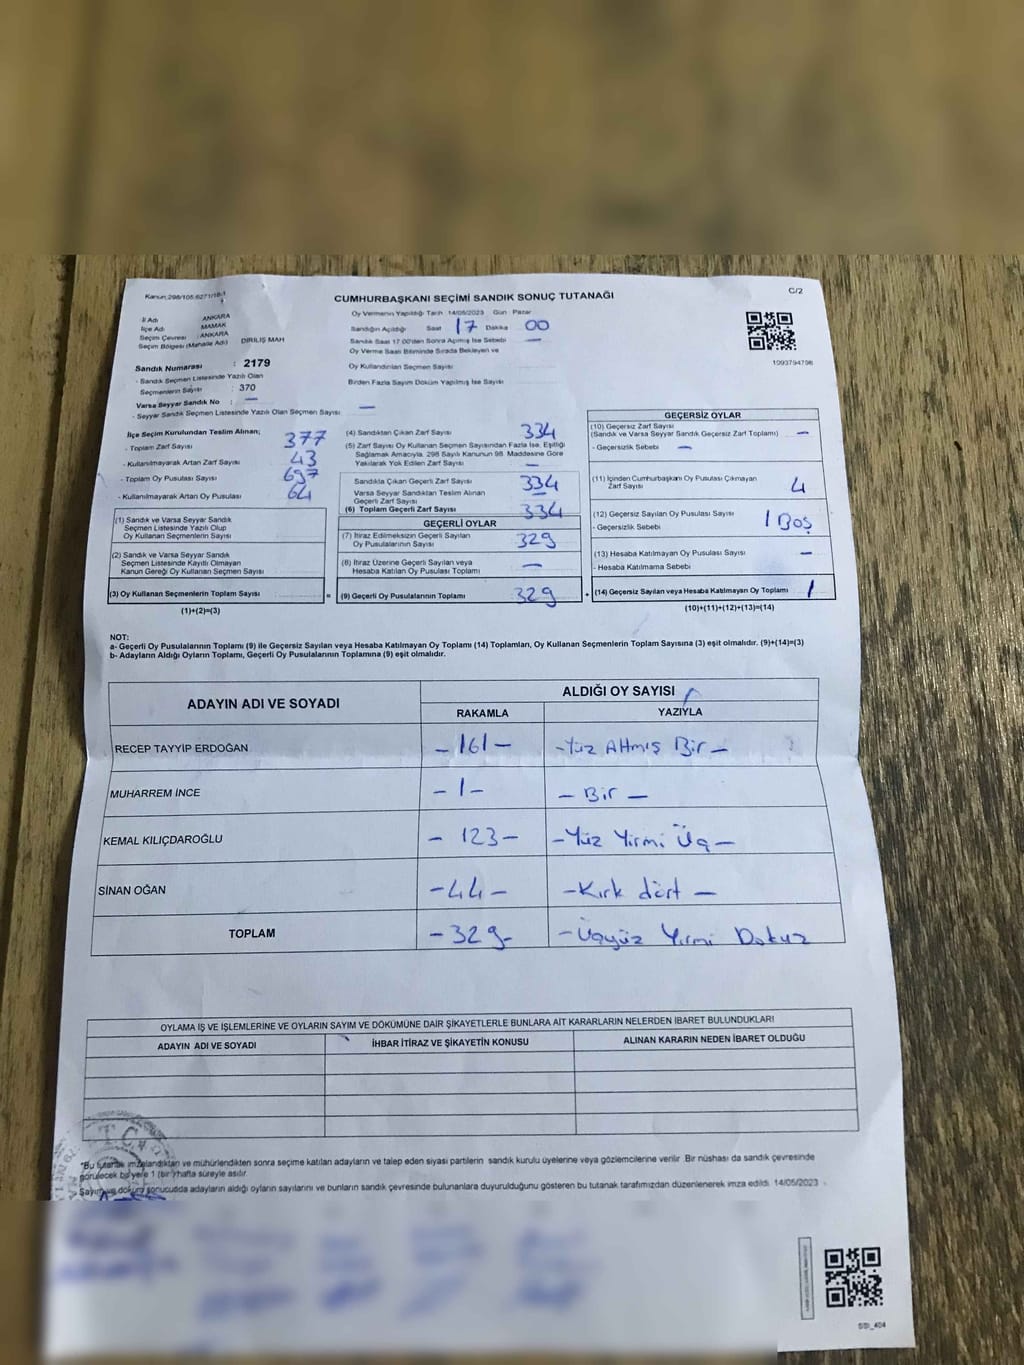 Kanun:298/105 6271/18-1
C/2
CUMHURBAŞKANI SEÇİMİ SANDIK SONUÇ TUTANAĞI
İl Adı : ANKARA
İlçe Adı : MAMAK
Seçim Çevresi : ANKARA
Seçim Bölgesi (Mahalle Adı) DİRİLİŞ MAH
Sandık Numarası : 2179
- Sandık Seçmen Listesinde Yazılı Olan
Seçmenlerin Sayısı : 370
Varsa Seyyar Sandık No : —
- Seyyar Sandık Seçmen Listesinde Yazılı Olan Seçmen Sayısı —
Oy Vermenin Yapıldığı Tarih 14/05/2023 Gün Pazar
Sandığın Açıldığı Saat 17 Dakika 00
Sandık Saat 17:00'den Sonra Açılmış İse Sebebi —
Oy Verme Saati Bitiminde Sırada Bekleyen ve
Oy Kullandırılan Seçmen Sayısı
Birden Fazla Sayım Döküm Yapılmış İse Sayısı
1093794796
İlçe Seçim Kurulundan Teslim Alınan;
- Toplam Zarf Sayısı 377
- Kullanılmayarak Artan Zarf Sayısı 43
- Toplam Oy Pusulası Sayısı 697
- Kullanılmayarak Artan Oy Pusulası 64
(1) Sandık ve Varsa Seyyar Sandık
Seçmen Listesinde Yazılı Olup
Oy Kullanan Seçmenlerin Sayısı
(2) Sandık ve Varsa Seyyar Sandık
Seçmen Listesinde Kayıtlı Olmayan
Kanun Gereği Oy Kullanan Seçmen Sayısı
(3) Oy Kullanan Seçmenlerin Toplam Sayısı
=
(1)+(2)=(3)
(4) Sandıktan Çıkan Zarf Sayısı 334
(5) Zarf Sayısı Oy Kullanan Seçmen Sayısından Fazla İse, Eşitliği
Sağlamak Amacıyla, 298 Sayılı Kanunun 98. Maddesine Göre
Yakılarak Yok Edilen Zarf Sayısı —
Sandıkta Çıkan Geçerli Zarf Sayısı 334
Varsa Seyyar Sandıktan Teslim Alınan
Geçerli Zarf Sayısı —
(6) Toplam Geçerli Zarf Sayısı 334
GEÇERLİ OYLAR
(7) İtiraz Edilmeksizin Geçerli Sayılan
Oy Pusulalarının Sayısı 329
(8) İtiraz Üzerine Geçerli Sayılan veya
Hesaba Katılan Oy Pusulası Toplamı —
(9) Geçerli Oy Pusulalarının Toplamı 329
+
GEÇERSİZ OYLAR
(10) Geçersiz Zarf Sayısı
(Sandık ve Varsa Seyyar Sandık Geçersiz Zarf Toplamı) —
- Geçersizlik Sebebi —
(11) İçinden Cumhurbaşkanı Oy Pusulası Çıkmayan
Zarf Sayısı 4
(12) Geçersiz Sayılan Oy Pusulası Sayısı 1 Boş
- Geçersizlik Sebebi
(13) Hesaba Katılmayan Oy Pusulası Sayısı —
- Hesaba Katılmama Sebebi
(14) Geçersiz Sayılan veya Hesaba Katılmayan Oy Toplamı 1
(10)+(11)+(12)+(13)=(14)
NOT:
a- Geçerli Oy Pusulalarının Toplamı (9) ile Geçersiz Sayılan veya Hesaba Katılmayan Oy Toplamı (14) Toplamları, Oy Kullanan Seçmenlerin Toplam Sayısına (3) eşit olmalıdır. (9)+(14)=(3)
b- Adayların Aldığı Oyların Toplamı, Geçerli Oy Pusulalarının Toplamına (9) eşit olmalıdır.
ADAYIN ADI VE SOYADI ALDIĞI OY SAYISI
RAKAMLA YAZIYLA
RECEP TAYYİP ERDOĞAN - 161 - - Yüz Altmış Bir -
MUHARREM İNCE - 1 - - Bir -
KEMAL KILIÇDAROĞLU - 123 - - Yüz Yirmi Üç -
SİNAN OĞAN - 44 - - Kırk dört -
TOPLAM - 329 - - Üçyüz Yirmi Dokuz
OYLAMA İŞ VE İŞLEMLERİNE VE OYLARIN SAYIM VE DÖKÜMÜNE DAİR ŞİKAYETLERLE BUNLARA AİT KARARLARIN NELERDEN İBARET BULUNDUKLARI
ADAYIN ADI VE SOYADI İHBAR İTİRAZ VE ŞİKAYETİN KONUSU ALINAN KARARIN NEDEN İBARET OLDUĞU
T.C.
*Bu tutanak imzalandıktan ve mühürlendikten sonra seçime katılan adayların ve talep eden siyasi partilerin sandık kurulu üyelerine veya gözlemcilerine verilir. Bir nüshası da sandık çevresinde
görülecek bir yere 1 (bir) hafta süreyle asılır.
Sayım ve döküm sonucunda adayların aldığı oyların sayılarını ve bunların sandık çevresinde bulunanlara duyurulduğunu gösteren bu tutanak tarafımızdan düzenlenerek imza edildi. 14/05/2023
SSİ_404